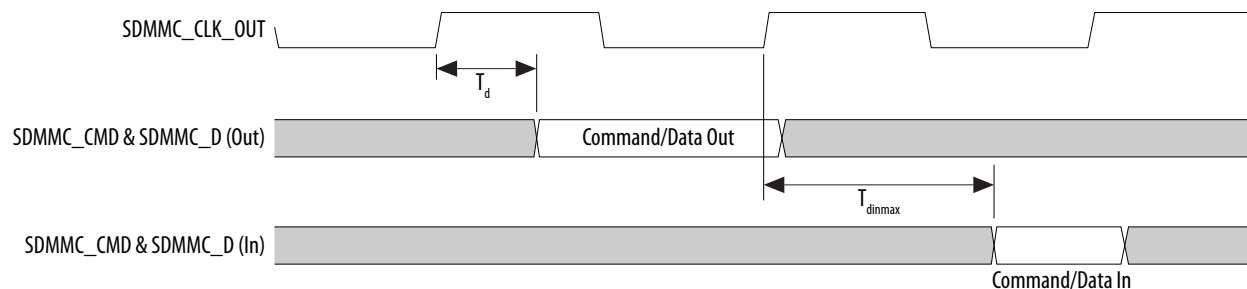 SDMMC_CLK_OUT
Td
SDMMC_CMD & SDMMC_D (Out)
Command/Data Out
Tdinmax
SDMMC_CMD & SDMMC_D (In)
Command/Data In